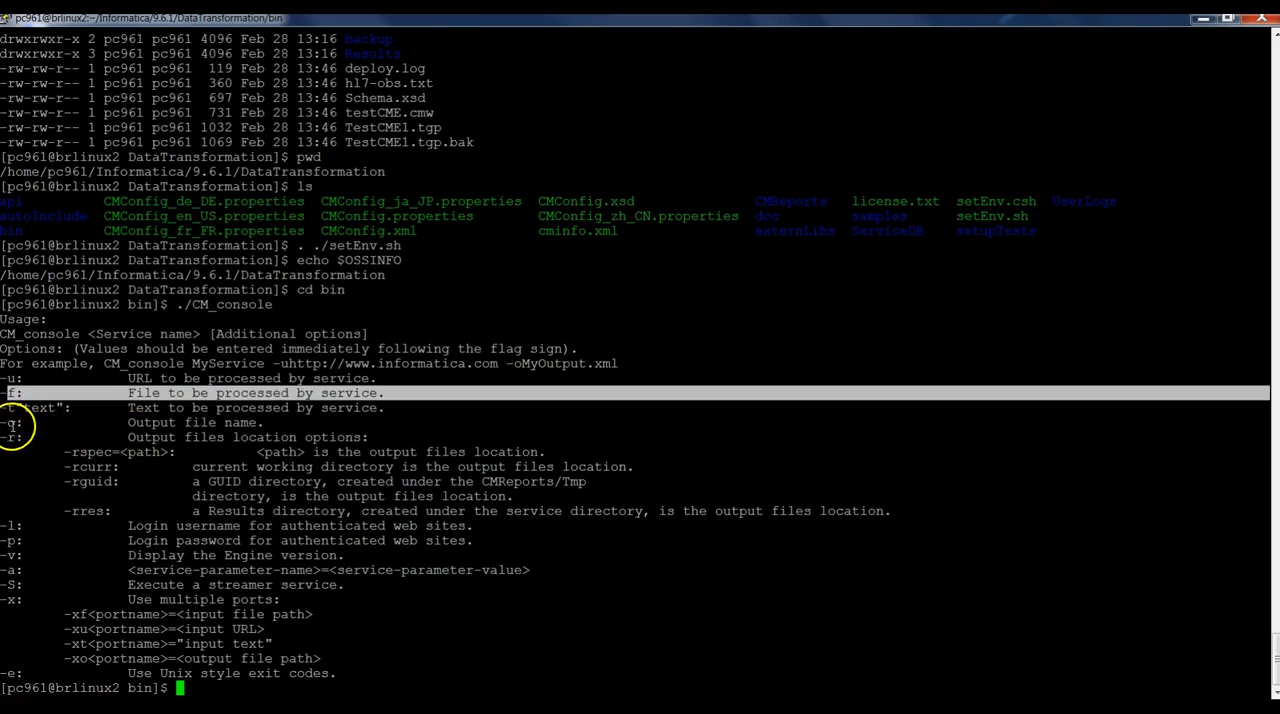 pc961@brlinux2:~/Informatica/9.6.1/DataTransformation/bin
drwxrwxr-x 2 pc961 pc961 4096 Feb 28 13:16 backup
drwxrwxr-x 3 pc961 pc961 4096 Feb 28 13:46 Results
-rw-rw-r-- 1 pc961 pc961  119 Feb 28 13:46 deploy.log
-rw-rw-r-- 1 pc961 pc961  360 Feb 28 13:46 hl7-obs.txt
-rw-rw-r-- 1 pc961 pc961  697 Feb 28 13:46 Schema.xsd
-rw-rw-r-- 1 pc961 pc961  731 Feb 28 13:46 testCME.cmw
-rw-rw-r-- 1 pc961 pc961 1032 Feb 28 13:46 TestCME1.tgp
-rw-rw-r-- 1 pc961 pc961 1069 Feb 28 13:46 TestCME1.tgp.bak
[pc961@brlinux2 DataTransformation]$ pwd
/home/pc961/Informatica/9.6.1/DataTransformation
[pc961@brlinux2 DataTransformation]$ ls
api CMConfig_de_DE.properties CMConfig_ja_JP.properties CMConfig.xsd CMReports license.txt setEnv.csh UserLogs
autoInclude CMConfig_en_US.properties CMConfig.properties CMConfig_zh_CN.properties doc samples setEnv.sh
bin CMConfig_fr_FR.properties CMConfig.xml cminfo.xml externLibs ServiceDB setupTests
[pc961@brlinux2 DataTransformation]$ . ./setEnv.sh
[pc961@brlinux2 DataTransformation]$ echo $OSSINFO
/home/pc961/Informatica/9.6.1/DataTransformation
[pc961@brlinux2 DataTransformation]$ cd bin
[pc961@brlinux2 bin]$ ./CM_console
Usage:
CM_console <Service name> [Additional options]
Options: (Values should be entered immediately following the flag sign).
For example, CM_console MyService -uhttp://www.informatica.com -oMyOutput.xml
-u: URL to be processed by service.
-f: File to be processed by service.
-t"text": Text to be processed by service.
-o: Output file name.
-r: Output files location options:
-rspec=<path>: <path> is the output files location.
-rcurr: current working directory is the output files location.
-rguid: a GUID directory, created under the CMReports/Tmp
directory, is the output files location.
-rres: a Results directory, created under the service directory, is the output files location.
-l: Login username for authenticated web sites.
-p: Login password for authenticated web sites.
-v: Display the Engine version.
-a: <service-parameter-name>=<service-parameter-value>
-S: Execute a streamer service.
-x: Use multiple ports:
-xf<portname>=<input file path>
-xu<portname>=<input URL>
-xt<portname>="input text"
-xo<portname>=<output file path>
-e: Use Unix style exit codes.
[pc961@brlinux2 bin]$